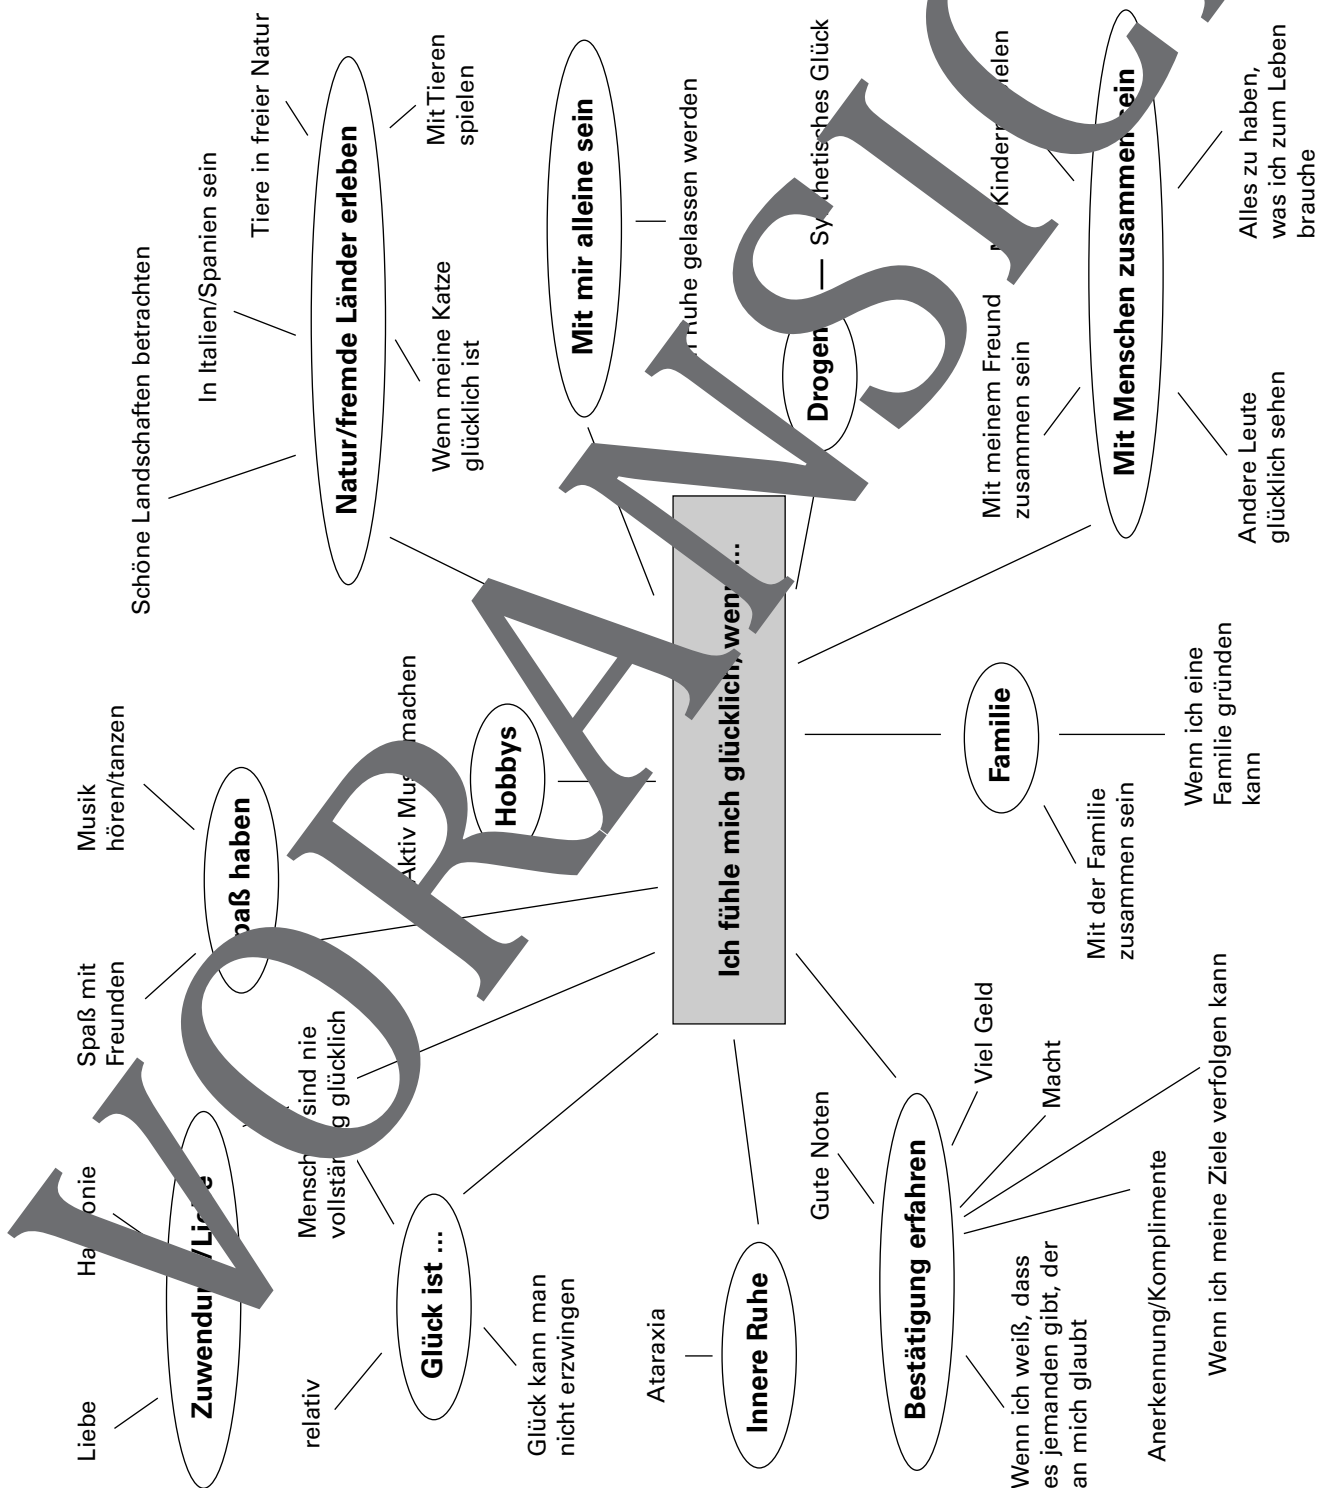 Liebe
Zuwendung/Liebe
Spaß mit
Freunden
Musik
hören/tanzen
Spaß haben
Schöne Landschaften betrachten
In Italien/Spanien sein
Tiere in freier Natur
Natur/fremde Länder erleben
Mit Tieren
spielen
Wenn meine Katze
glücklich ist
relativ
sind nie
vollständig glücklich
Glück ist ...
Glück kann man
nicht erzwingen
Aktiv machen
Hobbys
Mit mir alleine sein
Ruhe gelassen werden
Ataraxia
Innere Ruhe
Ich fühle mich glücklich, wenn ...
Drogen
Synthetisches Glück
Gute Noten
Bestätigung erfahren
Viel Geld
Macht
Wenn ich weiß, dass
es jemanden gibt, der
an mich glaubt
Anerkennung/Komplimente
Wenn ich meine Ziele verfolgen kann
Familie
Mit der Familie
zusammen sein
Wenn ich eine
Familie gründen
kann
Mit meinem Freund
zusammen sein
Mit Menschen zusammen sein
Andere Leute
glücklich sehen
Alles zu haben,
was ich zum Leben
brauche
VORANSIC